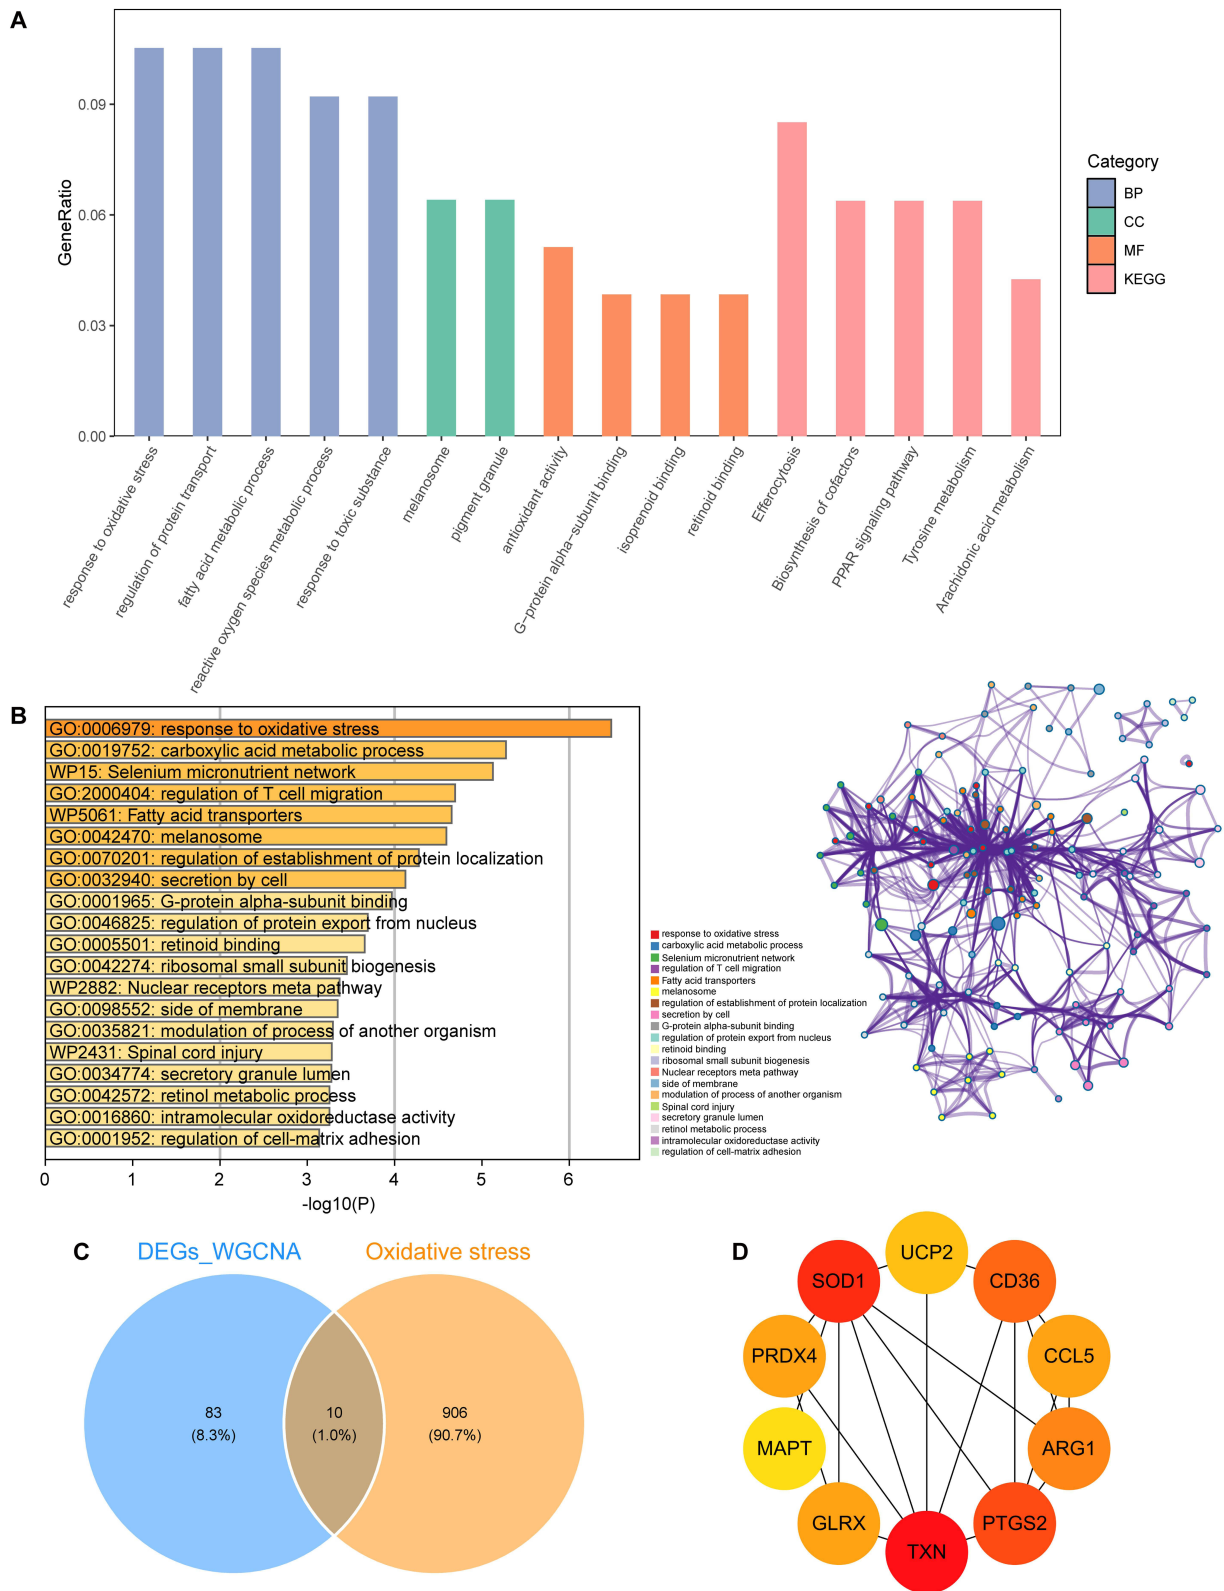 A
0.09
0.06
0.03
0.00
GeneRatio
response to oxidative stress
regulation of protein transport
fatty acid metabolic process
reactive oxygen species metabolic process
response to toxic substance
melanosome
pigment granule
antioxidant activity
G−protein alpha−subunit binding
isoprenoid binding
retinoid binding
Efferocytosis
Biosynthesis of cofactors
PPAR signaling pathway
Tyrosine metabolism
Arachidonic acid metabolism
Category
BP
CC
MF
KEGG
B
GO:0006979: response to oxidative stress
GO:0019752: carboxylic acid metabolic process
WP15: Selenium micronutrient network
GO:2000404: regulation of T cell migration
WP5061: Fatty acid transporters
GO:0042470: melanosome
GO:0070201: regulation of establishment of protein localization
GO:0032940: secretion by cell
GO:0001965: G-protein alpha-subunit binding
GO:0046825: regulation of protein export from nucleus
GO:0005501: retinoid binding
GO:0042274: ribosomal small subunit biogenesis
WP2882: Nuclear receptors meta pathway
GO:0098552: side of membrane
GO:0035821: modulation of process of another organism
WP2431: Spinal cord injury
GO:0034774: secretory granule lumen
GO:0042572: retinol metabolic process
GO:0016860: intramolecular oxidoreductase activity
GO:0001952: regulation of cell-matrix adhesion
0 1 2 3 4 5 6
-log10(P)
response to oxidative stress
carboxylic acid metabolic process
Selenium micronutrient network
regulation of T cell migration
Fatty acid transporters
melanosome
regulation of establishment of protein localization
secretion by cell
G-protein alpha-subunit binding
regulation of protein export from nucleus
retinoid binding
ribosomal small subunit biogenesis
Nuclear receptors meta pathway
side of membrane
modulation of process of another organism
Spinal cord injury
secretory granule lumen
retinol metabolic process
intramolecular oxidoreductase activity
regulation of cell-matrix adhesion
C
DEGs_WGCNA
Oxidative stress
83
(8.3%)
10
(1.0%)
906
(90.7%)
D
UCP2
SOD1
CD36
PRDX4
CCL5
MAPT
ARG1
GLRX
PTGS2
TXN